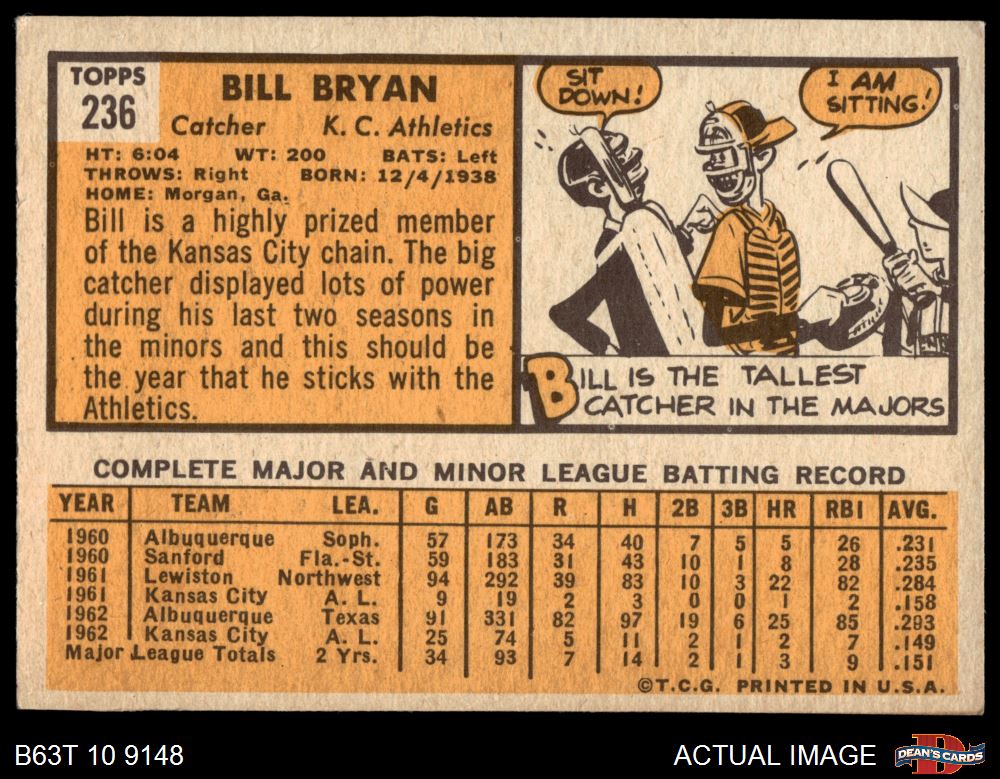 TOPPS
236
BILL BRYAN
Catcher K. C. Athletics
HT: 6:04 WT: 200 BATS: Left
THROWS: Right BORN: 12/4/1938
HOME: Morgan, Ga.
Bill is a highly prized member
of the Kansas City chain. The big
catcher displayed lots of power
during his last two seasons in
the minors and this should be
the year that he sticks with the
Athletics.
SIT
DOWN!
I AM
SITTING!
BILL IS THE TALLEST
CATCHER IN THE MAJORS
COMPLETE MAJOR AND MINOR LEAGUE BATTING RECORD
YEAR TEAM LEA. G AB R H 2B 3B HR RBI AVG.
1960 Albuquerque Soph. 57 173 34 40 7 5 5 26 .231
1960 Sanford Fla.-St. 59 183 31 43 10 1 8 28 .235
1961 Lewiston Northwest 94 292 39 83 10 3 22 82 .284
1961 Kansas City A. L. 9 19 2 3 0 0 1 2 .158
1962 Albuquerque Texas 91 331 82 97 19 6 25 85 .293
1962 Kansas City A. L. 25 74 5 11 2 1 2 7 .149
Major League Totals 2 Yrs. 34 93 7 14 2 1 3 9 .151
©T.C.G. PRINTED IN U.S.A.
B63T 10 9148
ACTUAL IMAGE
DEAN'S CARDS